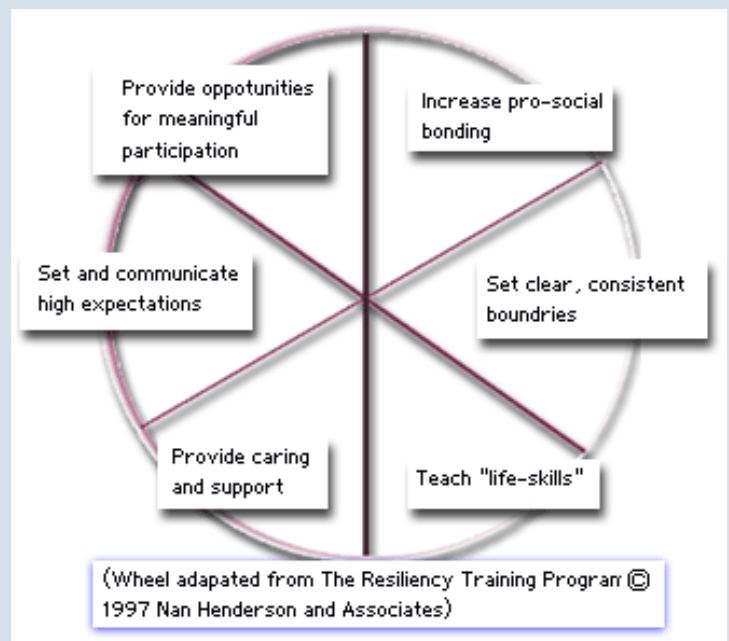 Provide oppotunities
for meaningful
participation
Increase pro-social
bonding
Set and communicate
high expectations
Set clear, consistent
boundries
Provide caring
and support
Teach "life-skills"
(Wheel adapated from The Resiliency Training Program ©
1997 Nan Henderson and Associates)